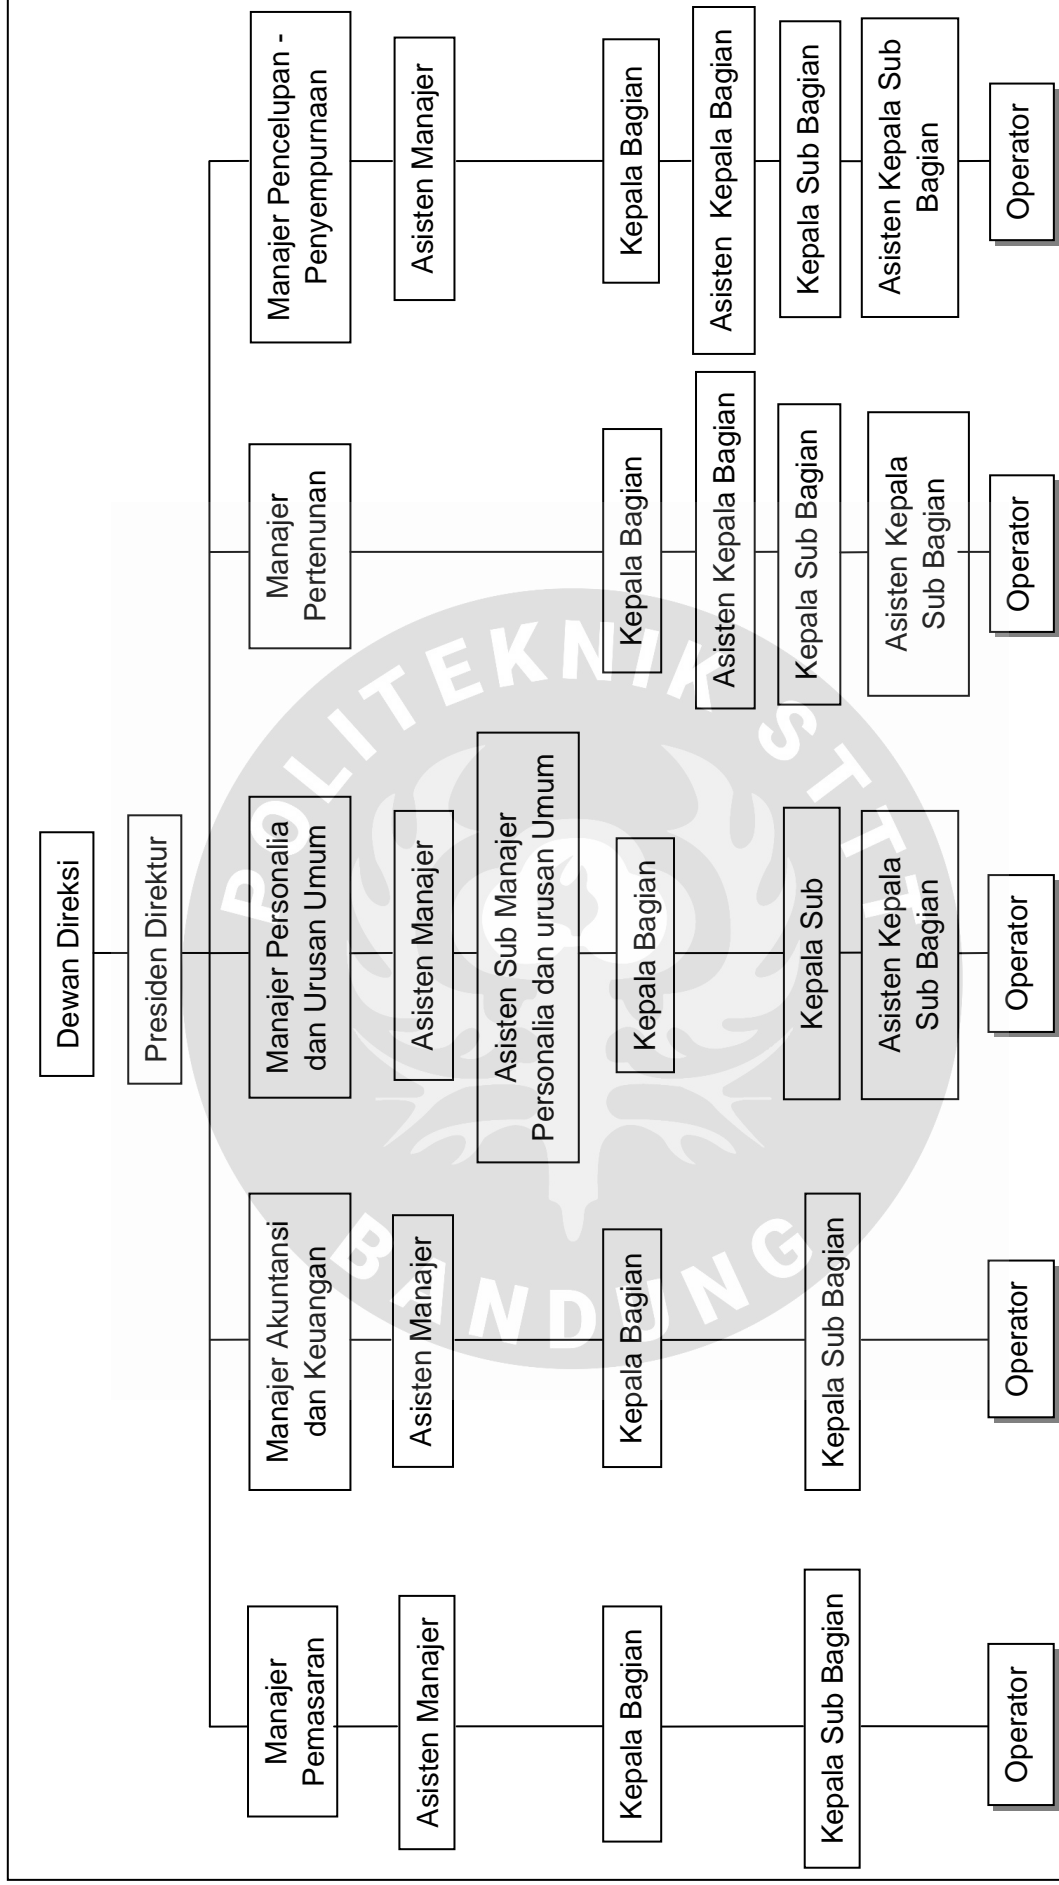 Dewan Direksi
Presiden Direktur
Manajer
Pemasaran
Manajer Akuntansi
dan Keuangan
Manajer Personalia
dan Urusan Umum
Manajer
Pertenunan
Manajer Pencelupan -
Penyempurnaan
Asisten Manajer
Asisten Manajer
Asisten Manajer
Asisten Manajer
Asisten Sub Manajer
Personalia dan urusan Umum
Kepala Bagian
Kepala Bagian
Kepala Bagian
Kepala Bagian
Kepala Bagian
Asisten Kepala Bagian
Asisten Kepala Bagian
Kepala Sub Bagian
Kepala Sub Bagian
Kepala Sub
Kepala Sub Bagian
Kepala Sub Bagian
Asisten Kepala
Sub Bagian
Asisten Kepala
Sub Bagian
Asisten Kepala Sub
Bagian
Operator
Operator
Operator
Operator
Operator
POLITEKNIK STTT
BANDUNG